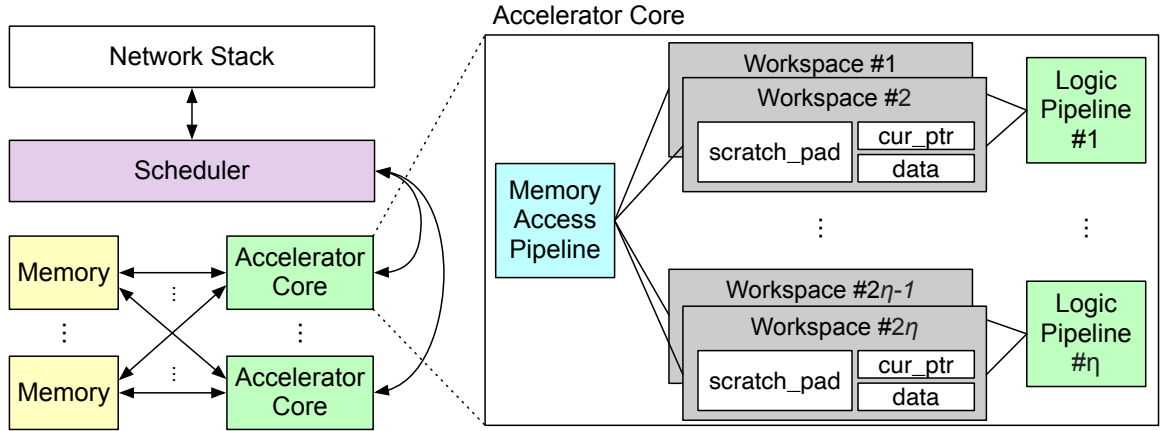 Accelerator Core
Network Stack
Scheduler
Memory
Accelerator
Core
...
...
...
...
Memory
Accelerator
Core
Memory
Access
Pipeline
Workspace #1
Workspace #2
scratch_pad
cur_ptr
data
Logic
Pipeline
#1
...
...
Workspace #2η-1
Workspace #2η
scratch_pad
cur_ptr
data
Logic
Pipeline
#η